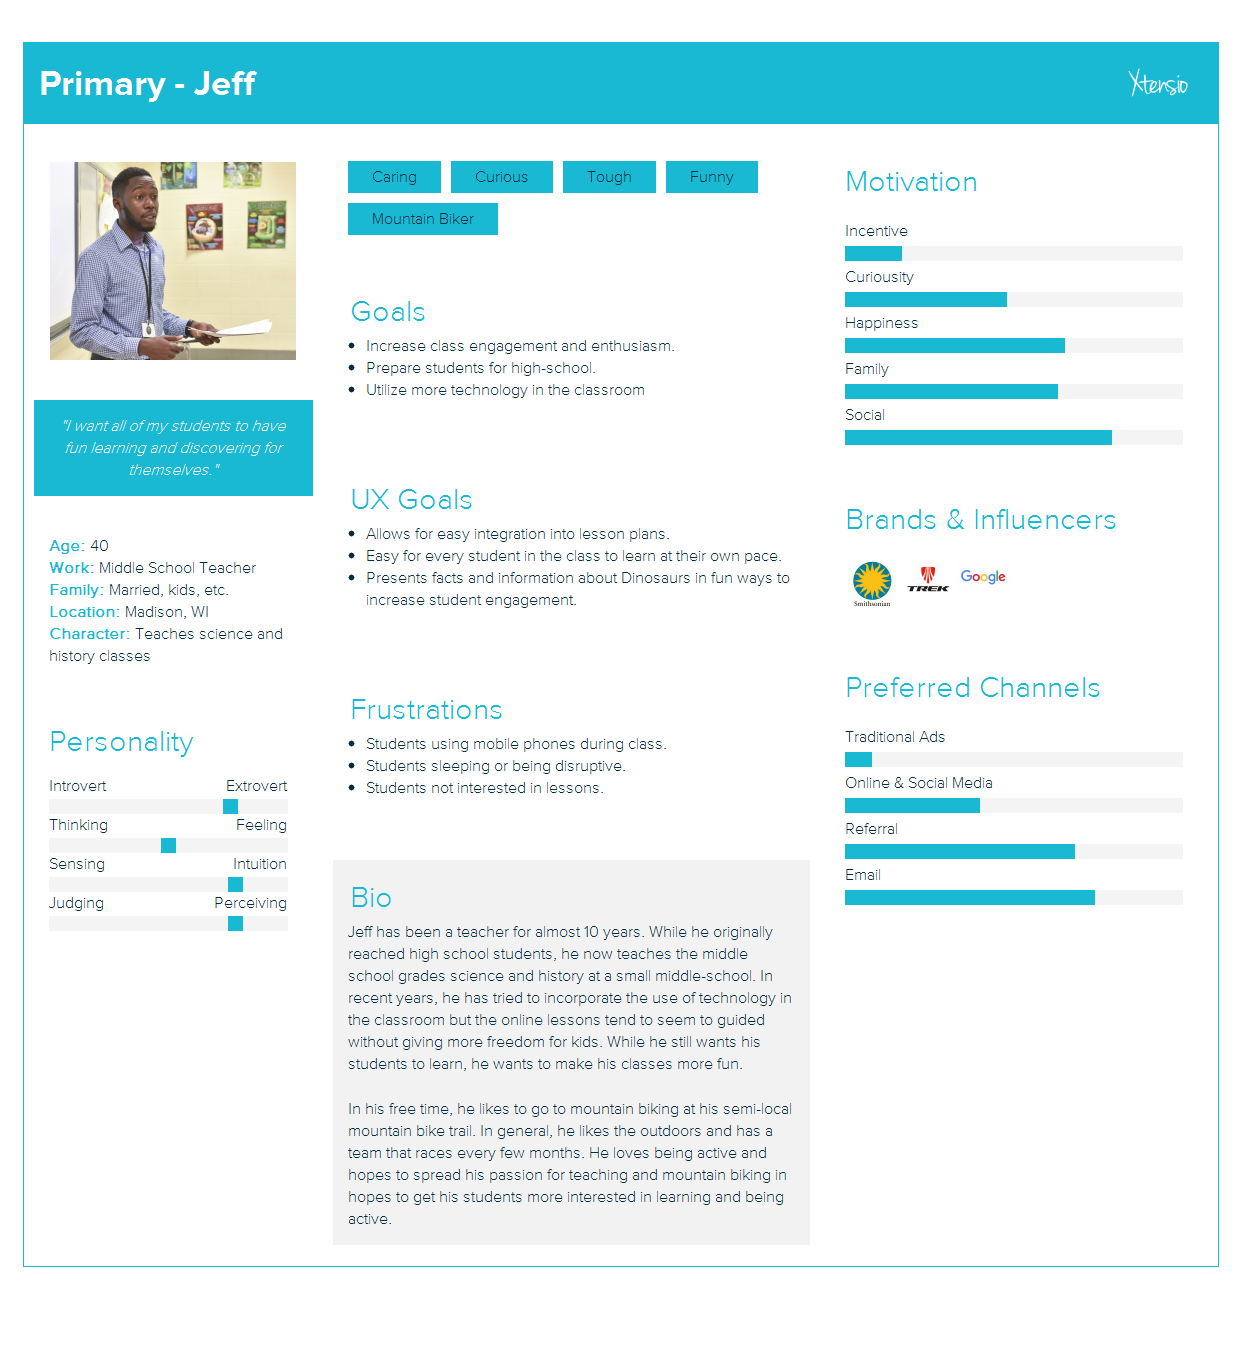 Primary - Jeff
Xtensio
"I want all of my students to have
fun learning and discovering for
themselves."
Age: 40
Work: Middle School Teacher
Family: Married, kids, etc.
Location: Madison, WI
Character: Teaches science and
history classes
Personality
Introvert Extrovert
Thinking Feeling
Sensing Intuition
Judging Perceiving
Caring Curious Tough Funny
Mountain Biker
Goals
Increase class engagement and enthusiasm.
Prepare students for high-school.
Utilize more technology in the classroom
UX Goals
Allows for easy integration into lesson plans.
Easy for every student in the class to learn at their own pace.
Presents facts and information about Dinosaurs in fun ways to
increase student engagement.
Frustrations
Students using mobile phones during class.
Students sleeping or being disruptive.
Students not interested in lessons.
Bio
Jeff has been a teacher for almost 10 years. While he originally
reached high school students, he now teaches the middle
school grades science and history at a small middle-school. In
recent years, he has tried to incorporate the use of technology in
the classroom but the online lessons tend to seem to guided
without giving more freedom for kids. While he still wants his
students to learn, he wants to make his classes more fun.
In his free time, he likes to go to mountain biking at his semi-local
mountain bike trail. In general, he likes the outdoors and has a
team that races every few months. He loves being active and
hopes to spread his passion for teaching and mountain biking in
hopes to get his students more interested in learning and being
active.
Motivation
Incentive
Curiousity
Happiness
Family
Social
Brands & Influencers
Smithsonian
TREK
Google
Preferred Channels
Traditional Ads
Online & Social Media
Referral
Email